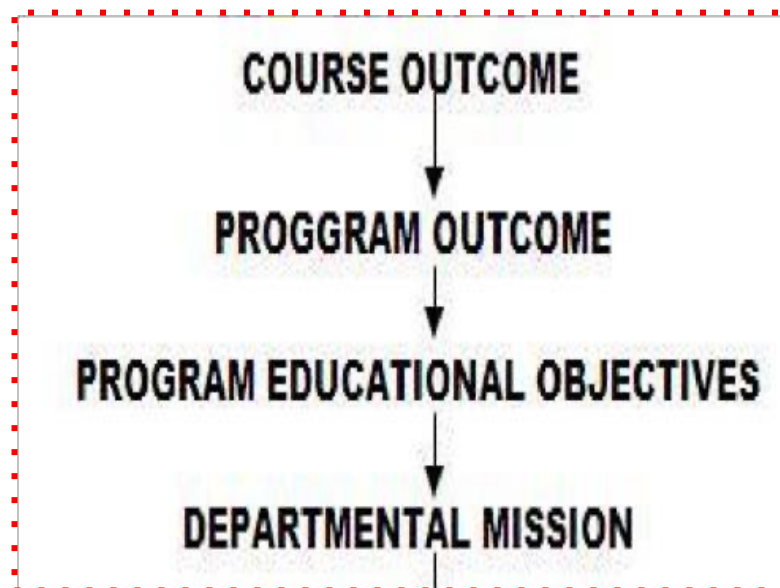 COURSE OUTCOME
PROGGRAM OUTCOME
PROGRAM EDUCATIONAL OBJECTIVES
DEPARTMENTAL MISSION